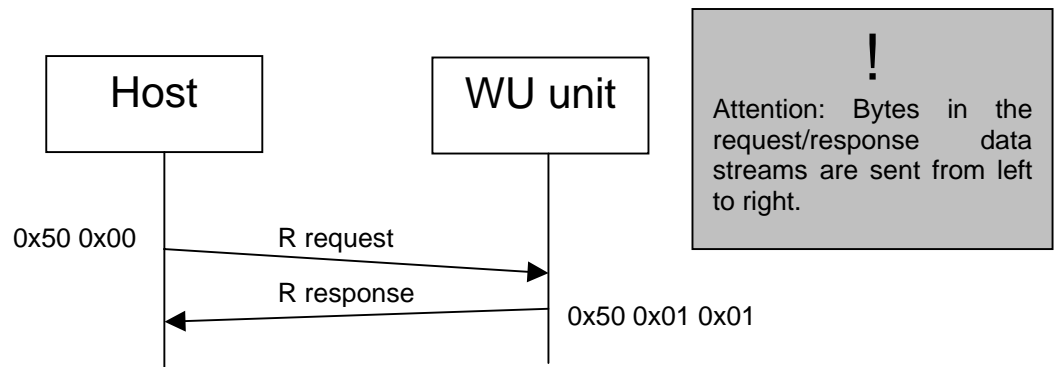 Host
WU unit
!
Attention: Bytes in the
request/response data
streams are sent from left
to right.
0x50 0x00
R request
R response
0x50 0x01 0x01